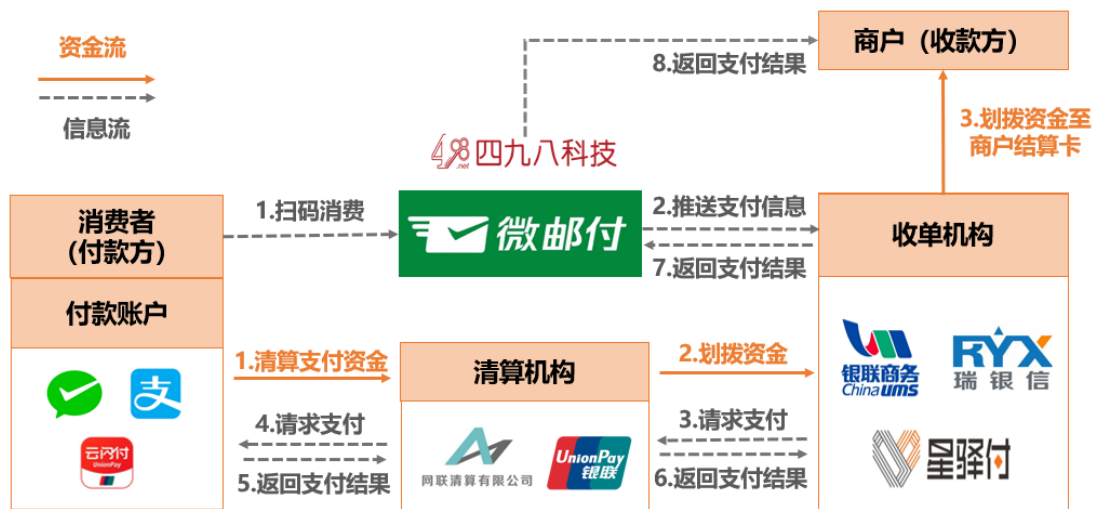 资金流
信息流
商户（收款方）
8.返回支付结果
3.划拨资金至
商户结算卡
498
.net
四九八科技
消费者
（付款方）
1.扫码消费
微邮付
2.推送支付信息
7.返回支付结果
收单机构
付款账户
支
云闪付
UnionPay
1.清算支付资金
清算机构
2.划拨资金
4.请求支付
5.返回支付结果
网联清算有限公司
UnionPay
银联
3.请求支付
6.返回支付结果
银联商务
China ums
RYX
瑞银信
星驿付